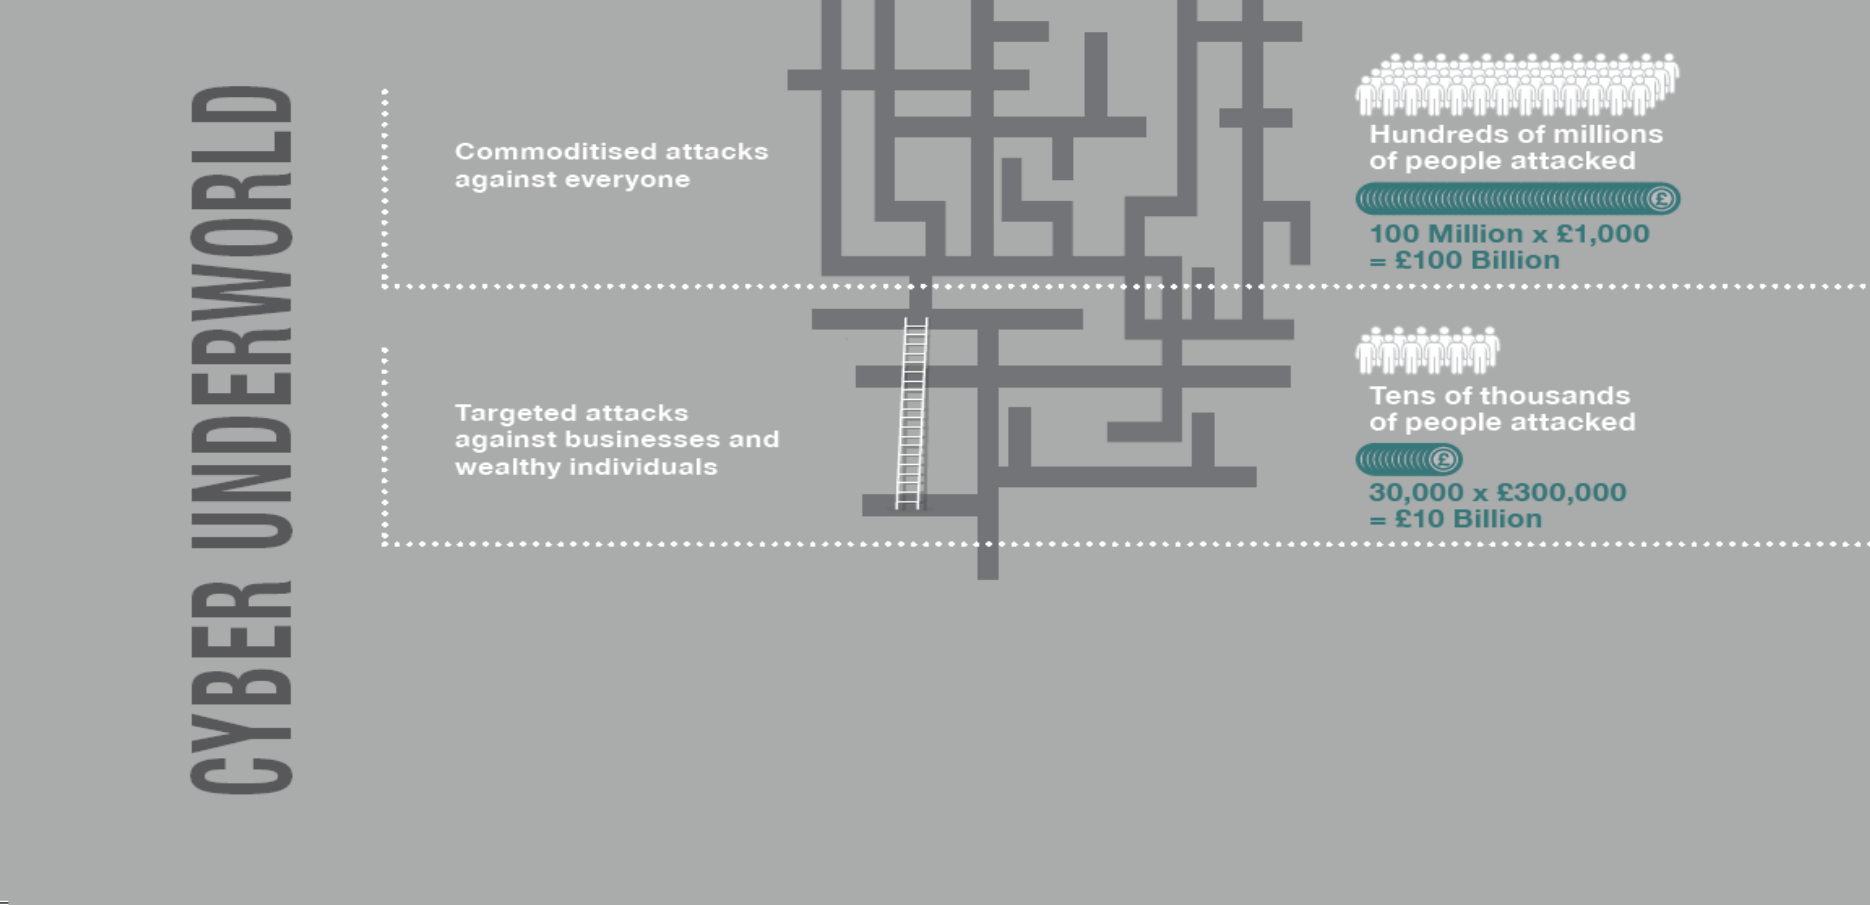 CYBER UNDERWORLD
Commoditised attacks
against everyone
Hundreds of millions
of people attacked
£
100 Million x £1,000
= £100 Billion
Targeted attacks
against businesses and
wealthy individuals
Tens of thousands
of people attacked
£
30,000 x £300,000
= £10 Billion